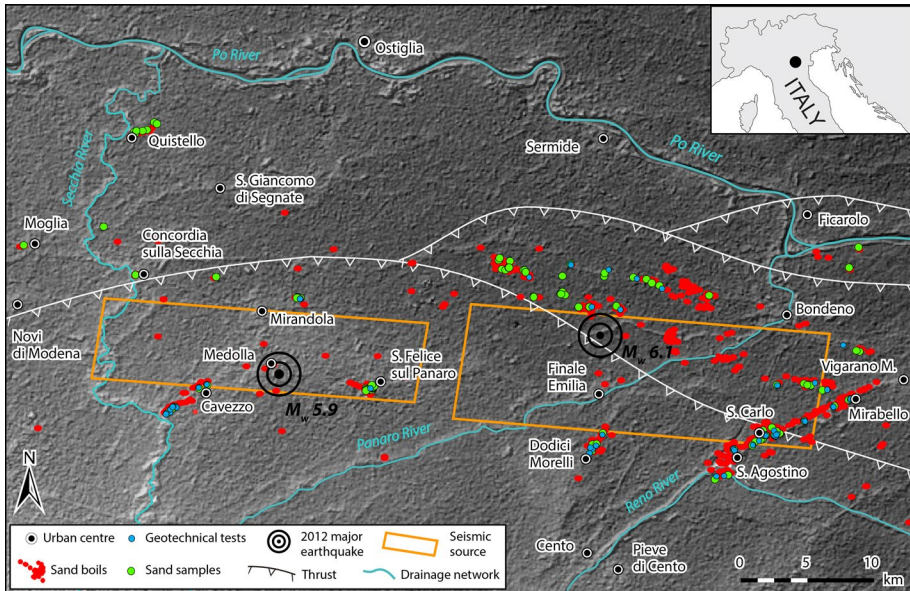 Ostiglia
Po River
ITALY
Quistello
Sermide
Po River
Secchia River
S. Giancomo
di Segnate
Ficarolo
Moglia
Concordia
sulla Secchia
Novi
di Modena
Mirandola
Bondeno
Medolla
S. Felice
sul Panaro
Mw 6.1
Vigarano M.
Finale
Emilia
Cavezzo
Mw 5.9
S. Carlo
Mirabello
Panaro River
Dodici
Morelli
S. Agostino
Reno River
N
Cento
Pieve
di Cento
0 5 10
km
Urban centre
Geotechnical tests
2012 major
earthquake
Seismic
source
Sand boils
Sand samples
Thrust
Drainage network